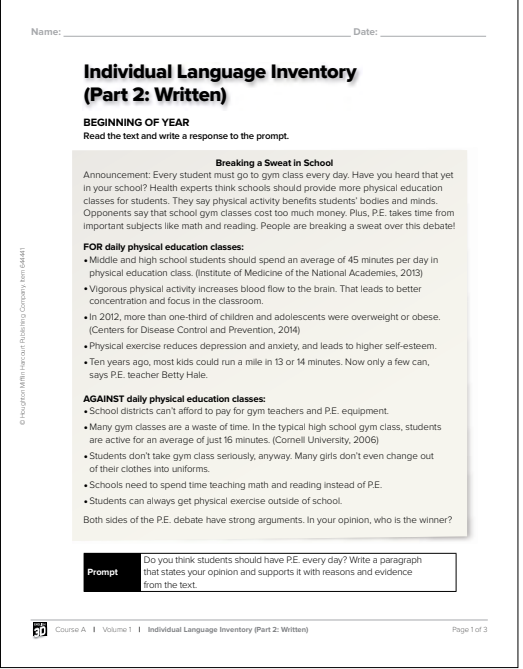 Name: Date:
Individual Language Inventory
(Part 2: Written)
BEGINNING OF YEAR
Read the text and write a response to the prompt.
Breaking a Sweat in School
Announcement: Every student must go to gym class every day. Have you heard that yet
in your school? Health experts think schools should provide more physical education
classes for students. They say physical activity benefits students' bodies and minds.
Opponents say that school gym classes cost too much money. Plus, P.E. takes time from
important subjects like math and reading. People are breaking a sweat over this debate!
FOR daily physical education classes:
• Middle and high school students should spend an average of 45 minutes per day in
physical education class. (Institute of Medicine of the National Academies, 2013)
• Vigorous physical activity increases blood flow to the brain. That leads to better
concentration and focus in the classroom.
• In 2012, more than one-third of children and adolescents were overweight or obese.
(Centers for Disease Control and Prevention, 2014)
• Physical exercise reduces depression and anxiety, and leads to higher self-esteem.
• Ten years ago, most kids could run a mile in 13 or 14 minutes. Now only a few can,
says P.E. teacher Betty Hale.
AGAINST daily physical education classes:
• School districts can't afford to pay for gym teachers and P.E. equipment.
• Many gym classes are a waste of time. In the typical high school gym class, students
are active for an average of just 16 minutes. (Cornell University, 2006)
• Students don't take gym class seriously, anyway. Many girls don't even change out
of their clothes into uniforms.
• Schools need to spend time teaching math and reading instead of P.E.
• Students can always get physical exercise outside of school.
Both sides of the P.E. debate have strong arguments. In your opinion, who is the winner?
Prompt
Do you think students should have P.E. every day? Write a paragraph
that states your opinion and supports it with reasons and evidence
from the text.
© Houghton Mifflin Harcourt Publishing Company, Item 644441
3D Course A I Volume 1 I Individual Language Inventory (Part 2: Written) Page 1 of 3